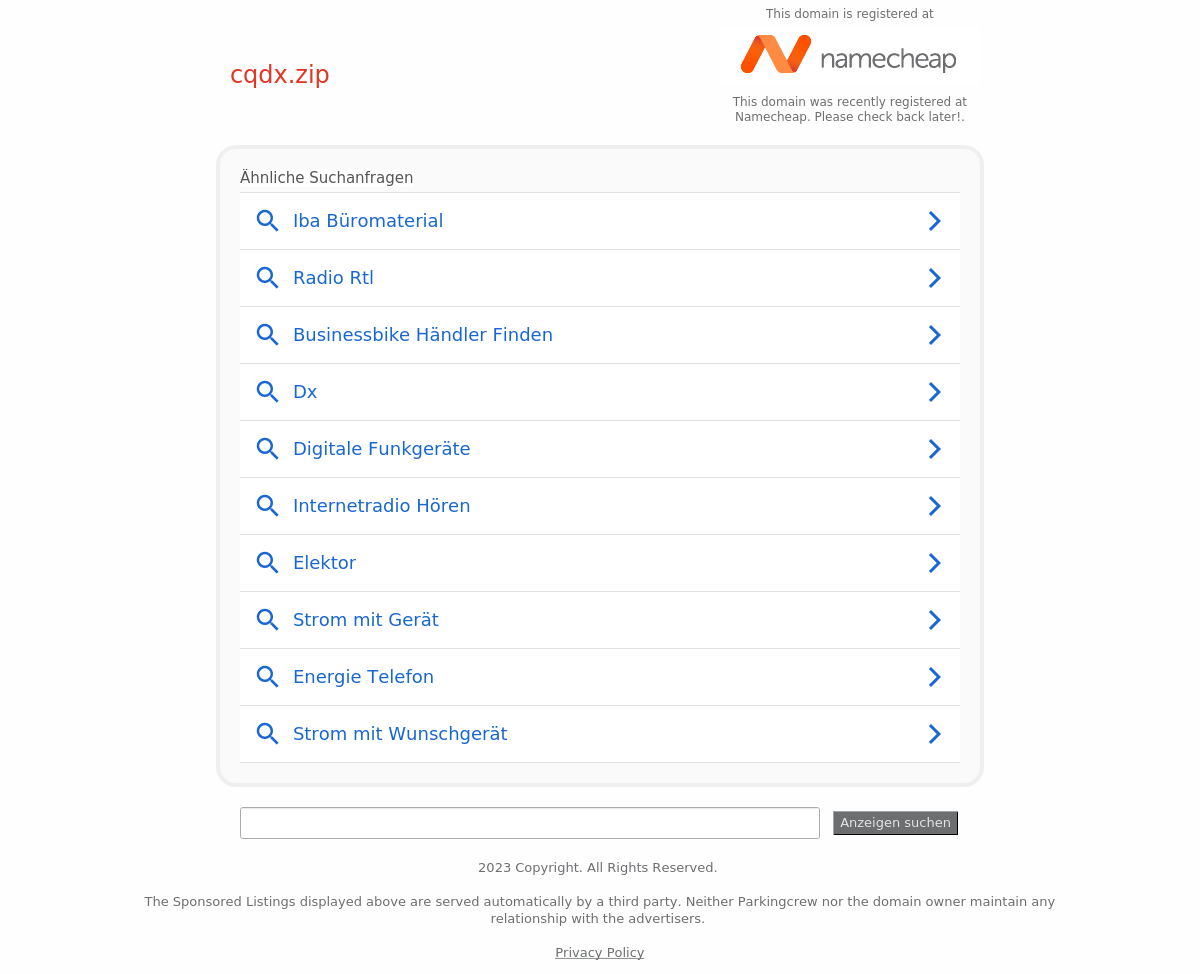 This domain is registered at
namecheap
cqdx.zip
This domain was recently registered at
Namecheap. Please check back later!.
Ähnliche Suchanfragen
Iba Büromaterial
Radio Rtl
Businessbike Händler Finden
Dx
Digitale Funkgeräte
Internetradio Hören
Elektor
Strom mit Gerät
Energie Telefon
Strom mit Wunschgerät
Anzeigen suchen
2023 Copyright. All Rights Reserved.
The Sponsored Listings displayed above are served automatically by a third party. Neither Parkingcrew nor the domain owner maintain any
relationship with the advertisers.
Privacy Policy